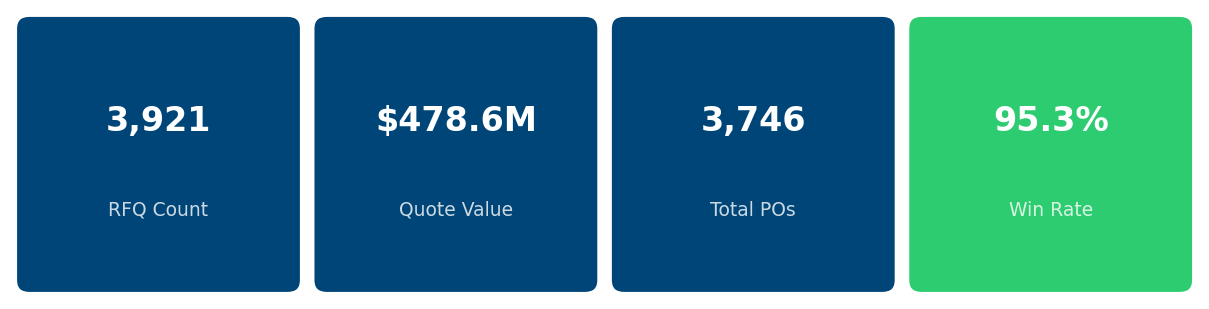 3,921
RFQ Count
$478.6M
Quote Value
3,746
Total POs
95.3%
Win Rate